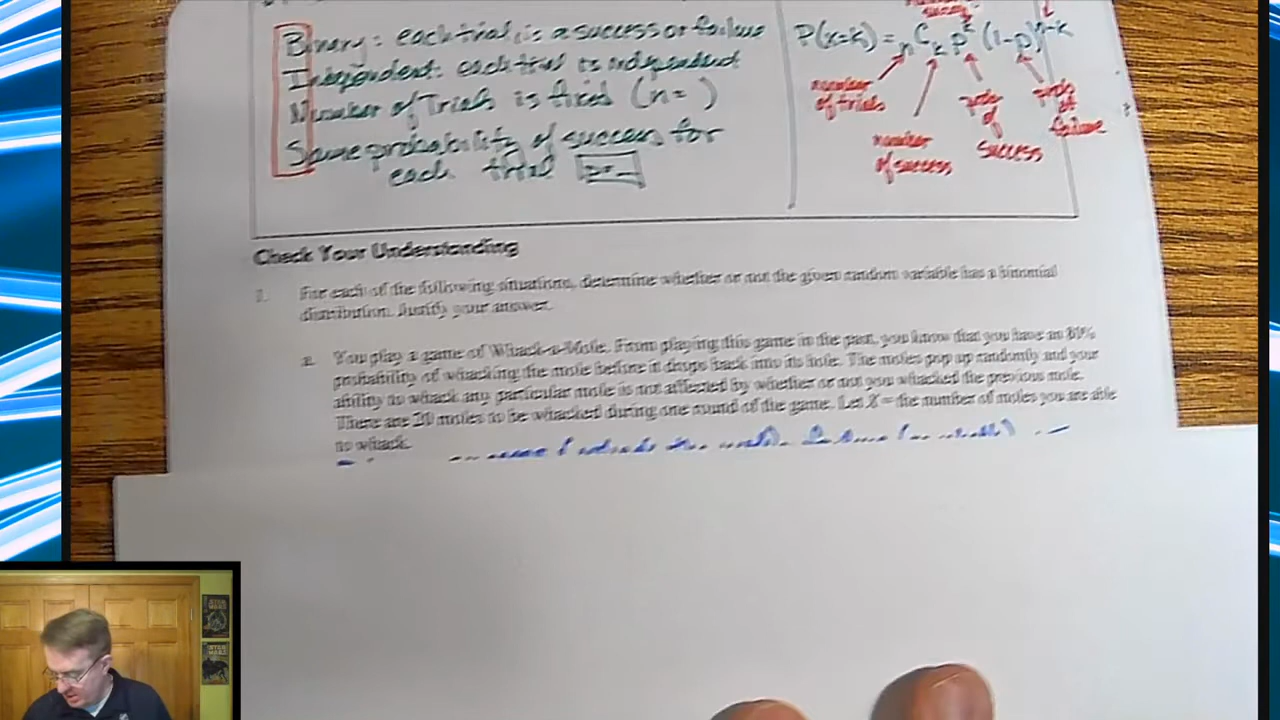 Binary: each trial is a success or failure
Independent: each trial is independent
Number of Trials is fixed (n= )
Same probability of success for
each trial p=_
P(x=k) = nCk p^k (1-p)^n-k
number
of trials
number
of success
prob
of
success
prob
of
failure
Check Your Understanding
1. For each of the following situations, determine whether or not the given random variable has a binomial
distribution. Justify your answer.
a. You play a game of Whack-a-Mole. From playing this game in the past, you know that you have an
probability of whacking the mole before it drops back into its hole. The moles pop up randomly and your
ability to whack any particular mole is not affected by whether or not you whacked the previous mole.
There are 20 moles to be whacked during one round of the game. Let X = the number of moles you are able
to whack.
STAR
WARS
STAR
WARS